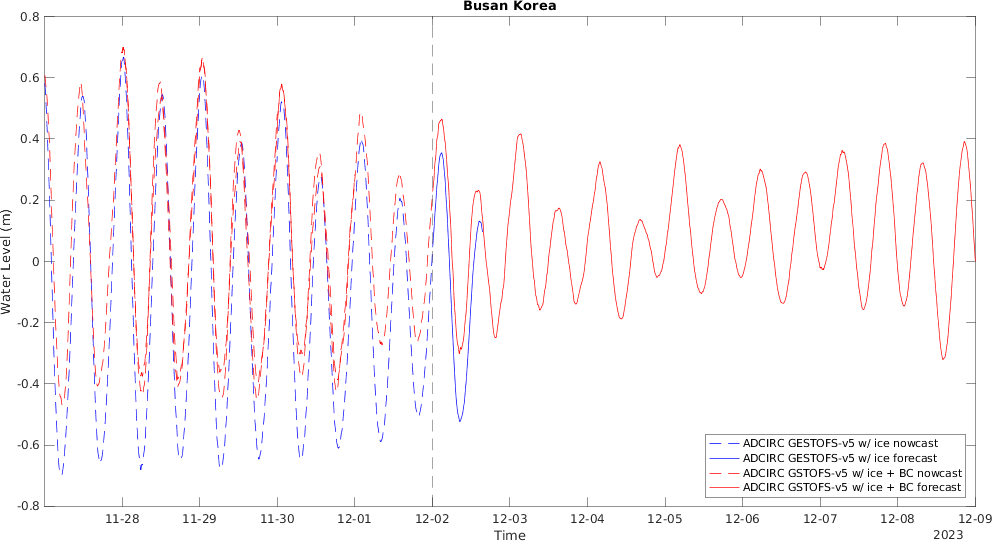 Busan Korea
0.8
0.6
0.4
0.2
0
-0.2
-0.4
-0.6
-0.8
Water Level (m)
11-28 11-29 11-30 12-01 12-02 12-03 12-04 12-05 12-06 12-07 12-08 12-09
Time
2023
ADCIRC GESTOFS-v5 w/ ice nowcast
ADCIRC GESTOFS-v5 w/ ice forecast
ADCIRC GSTOFS-v5 w/ ice + BC nowcast
ADCIRC GSTOFS-v5 w/ ice + BC forecast